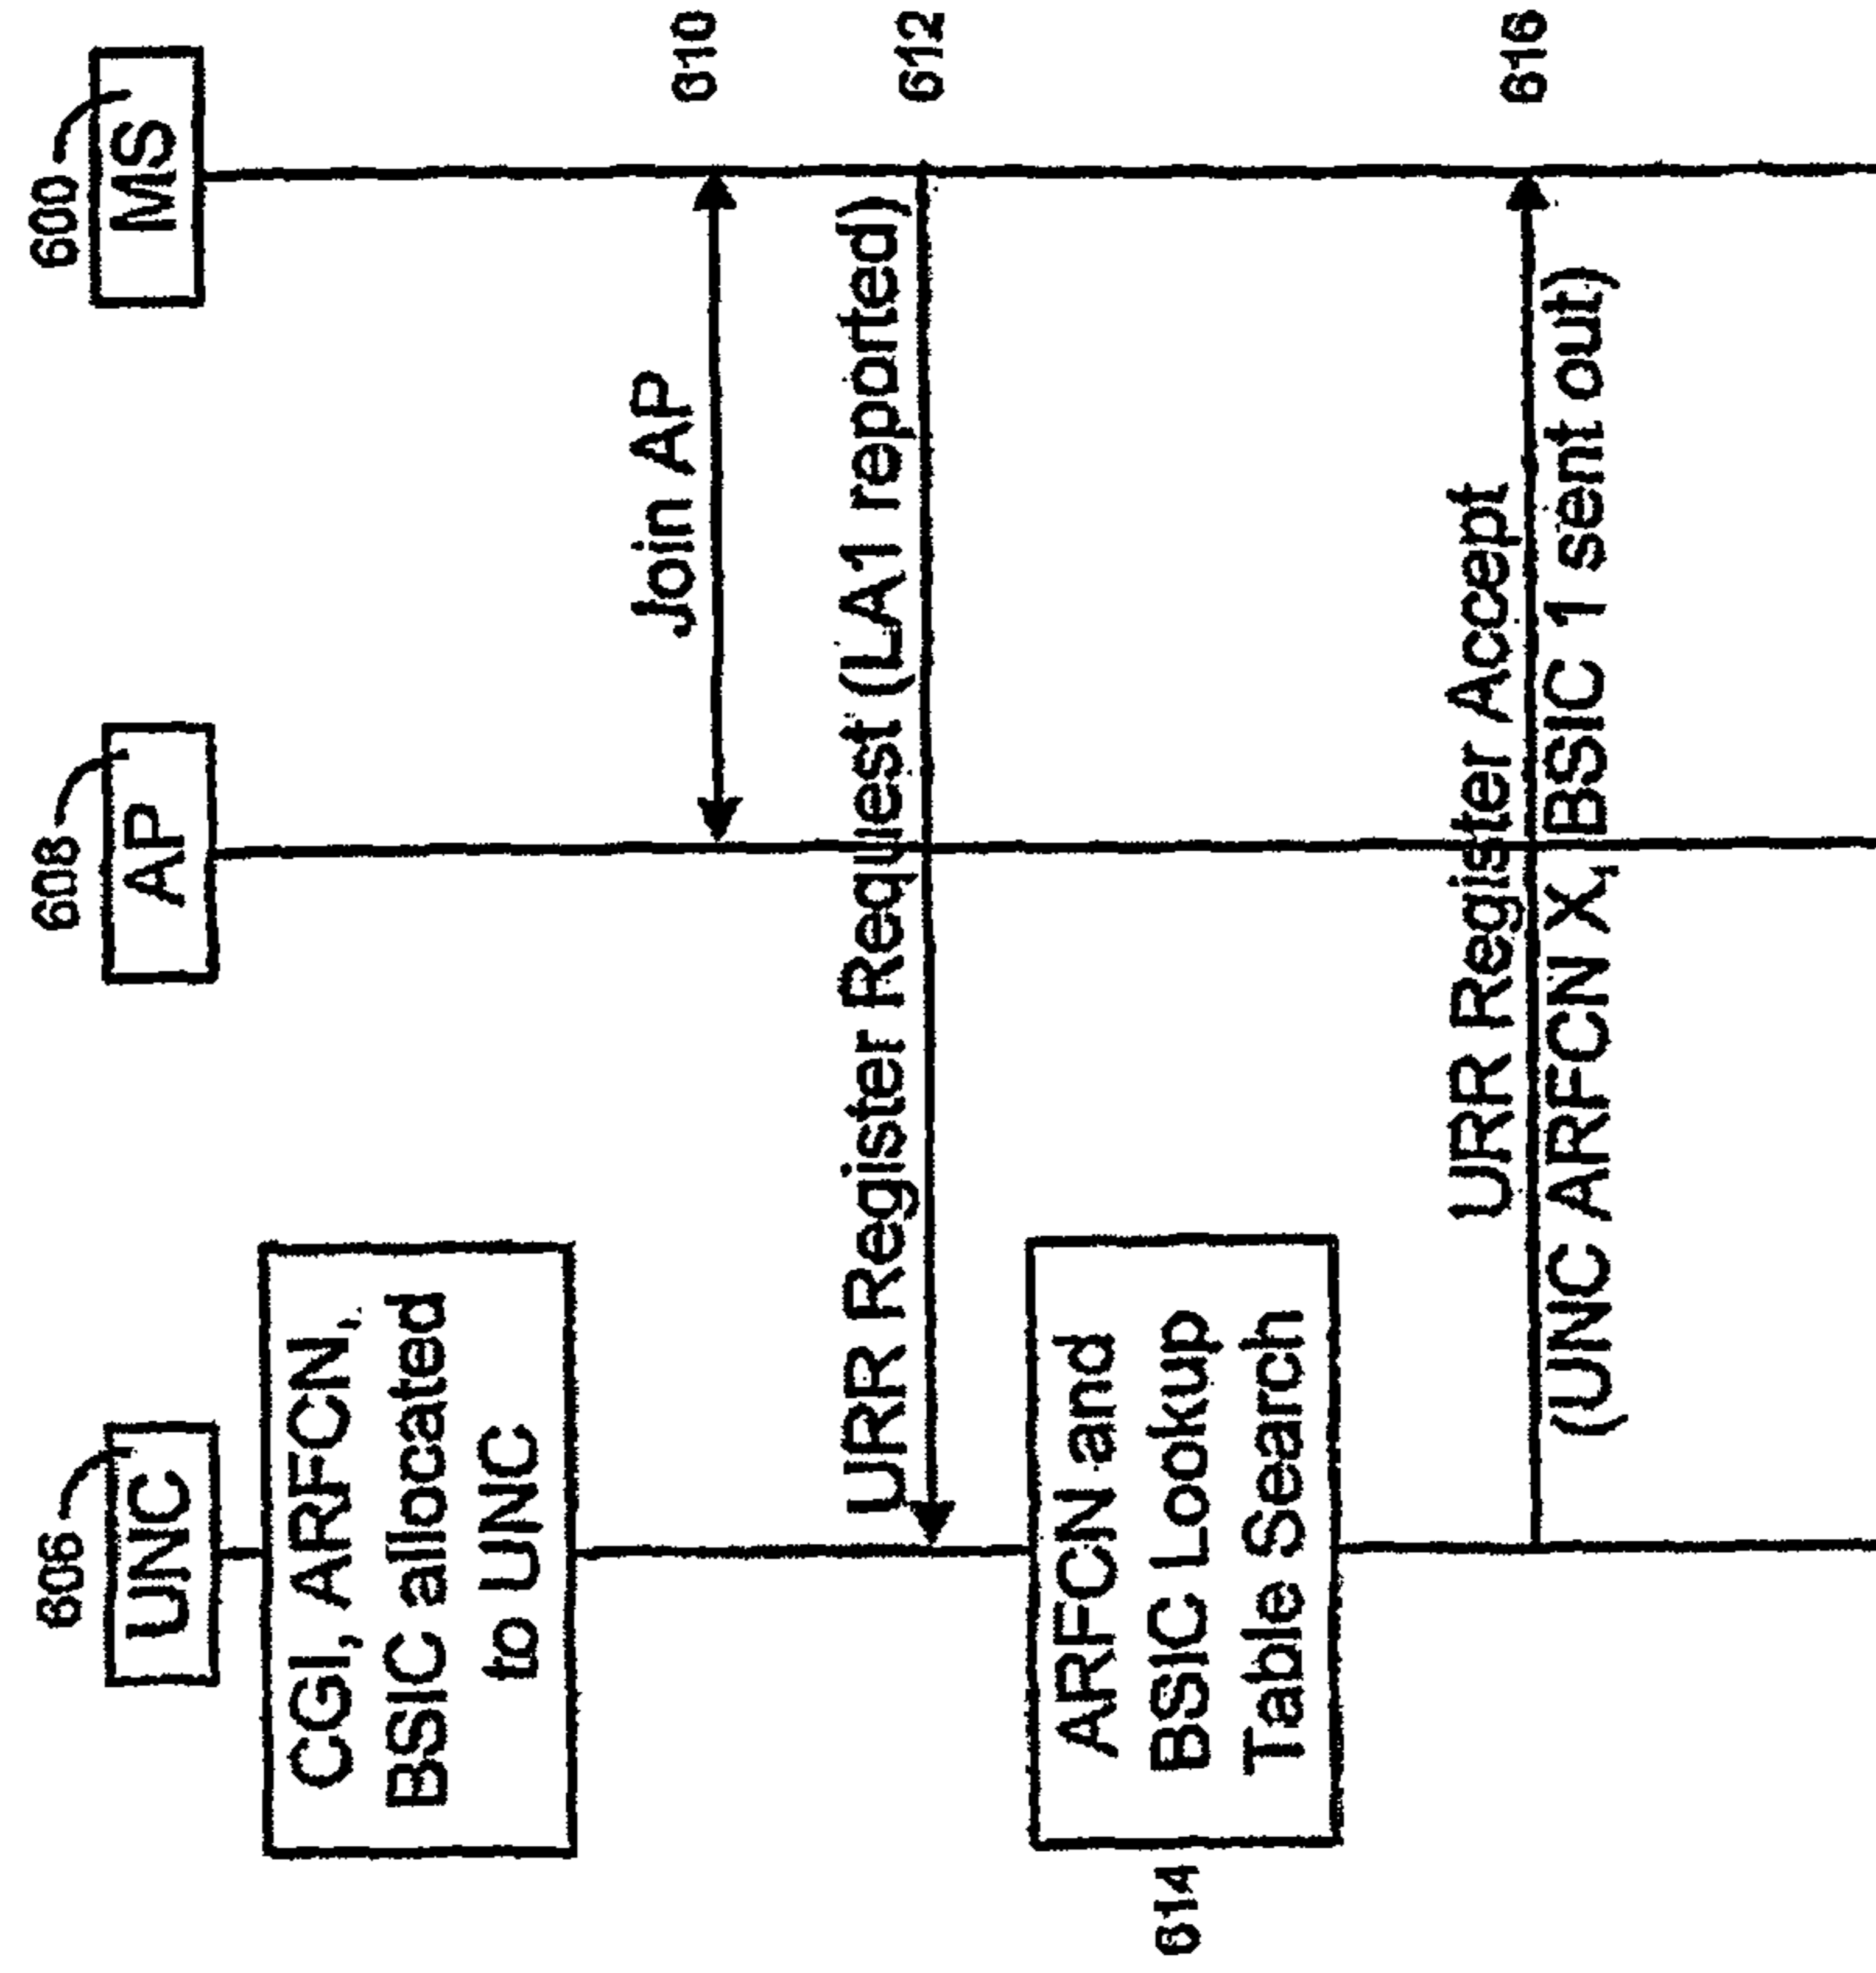 606
UNC
608
AP
600
MS
CGI, ARFCN,
BSIC allocated
to UNC
Join AP
610
URR Register Request (LA1 reported)
612
614
ARFCN and
BSIC Lookup
Table Search
URR Register Accept
(UNC ARFCN X, BSIC 1 sent out)
616